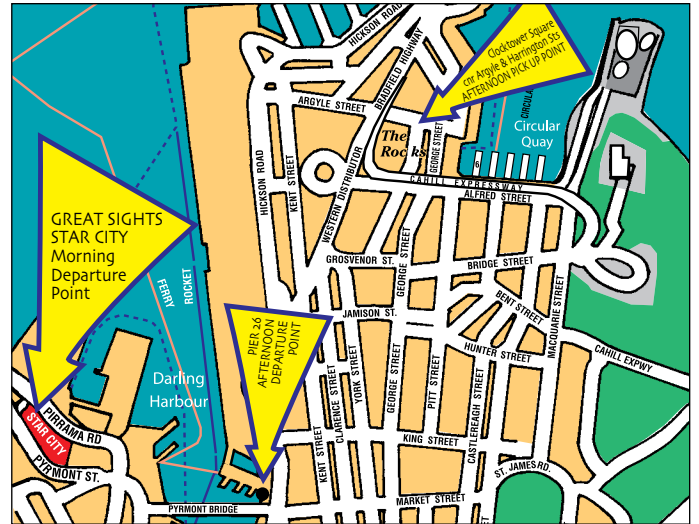 HICKSON ROAD
BRADFIELD HIGHWAY
Clocktower Square
cnr Argyle & Harrington Sts
AFTERNOON PICK UP POINT
ARGYLE STREET
The
Rocks
GEORGE STREET
CIRCULA
Circular
Quay
6
CAHILL EXPRESSWAY
ALFRED STREET
HICKSON ROAD
KENT STREET
WESTERN DISTRIBUTOR
GREAT SIGHTS
STAR CITY
Morning
Departure
Point
FERRY
ROCKET
GROSVENOR ST.
GEORGE STREET
BRIDGE STREET
BENT STREET
MACQUARIE STREET
JAMISON ST.
HUNTER STREET
CAHILL EXPWY
PIER 26
AFTERNOON
DEPARTURE
POINT
Darling
Harbour
PIRRAMA RD
STAR CITY
PYRMONT ST.
KENT STREET
CLARENCE STREET
YORK STREET
GEORGE STREET
PITT STREET
CASTLEREAGH STREET
KING STREET
ST. JAMES RD.
MARKET STREET
PYRMONT BRIDGE